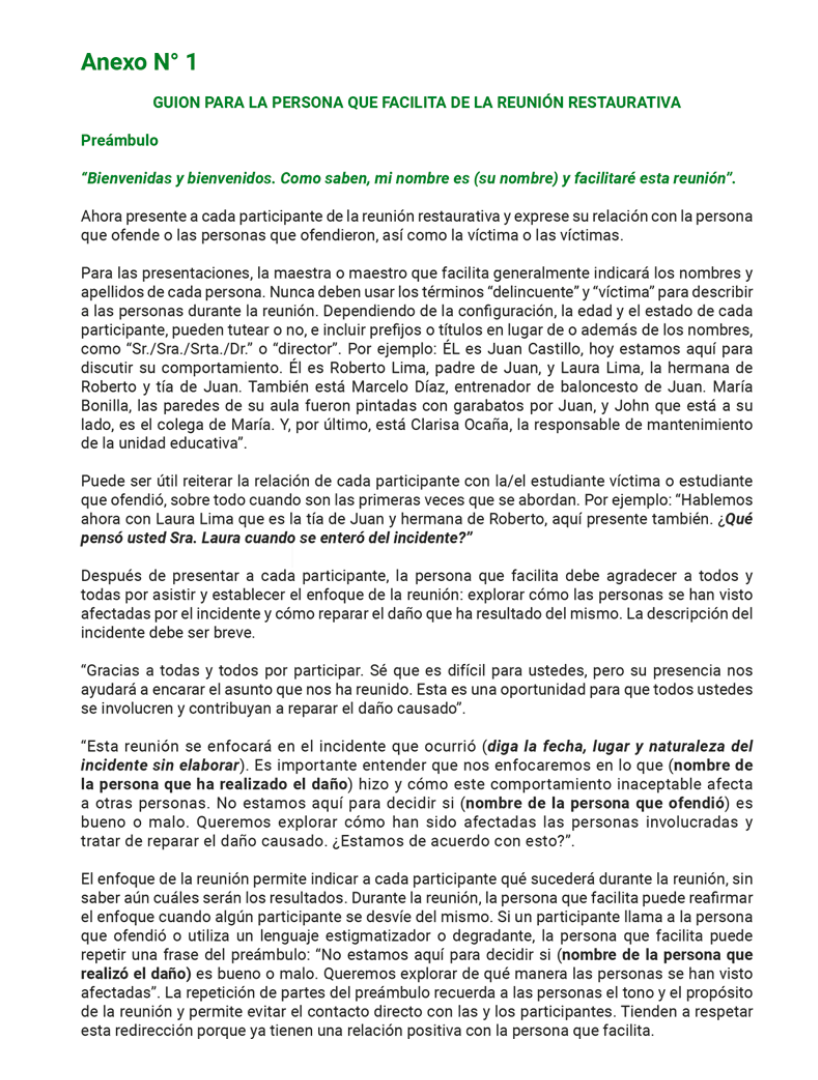 Anexo N° 1
GUION PARA LA PERSONA QUE FACILITA DE LA REUNIÓN RESTAURATIVA
Preámbulo
“Bienvenidas y bienvenidos. Como saben, mi nombre es (su nombre) y facilitaré esta reunión”.
Ahora presente a cada participante de la reunión restaurativa y exprese su relación con la persona
que ofende o las personas que ofendieron, así como la víctima o las víctimas.
Para las presentaciones, la maestra o maestro que facilita generalmente indicará los nombres y
apellidos de cada persona. Nunca deben usar los términos “delincuente” y “víctima” para describir
a las personas durante la reunión. Dependiendo de la configuración, la edad y el estado de cada
participante, pueden tutear o no, e incluir prefijos o títulos en lugar de o además de los nombres,
como “Sr./Sra./Srta./Dr.” o “director”. Por ejemplo: ÉL es Juan Castillo, hoy estamos aquí para
discutir su comportamiento. Él es Roberto Lima, padre de Juan, y Laura Lima, la hermana de
Roberto y tía de Juan. También está Marcelo Díaz, entrenador de baloncesto de Juan. María
Bonilla, las paredes de su aula fueron pintadas con garabatos por Juan, y John que está a su
lado, es el colega de María. Y, por último, está Clarisa Ocaña, la responsable de mantenimiento
de la unidad educativa”.
Puede ser útil reiterar la relación de cada participante con la/el estudiante víctima o estudiante
que ofendió, sobre todo cuando son las primeras veces que se abordan. Por ejemplo: “Hablemos
ahora con Laura Lima que es la tía de Juan y hermana de Roberto, aquí presente también. ¿Qué
pensó usted Sra. Laura cuando se enteró del incidente?”
Después de presentar a cada participante, la persona que facilita debe agradecer a todos y
todas por asistir y establecer el enfoque de la reunión: explorar cómo las personas se han visto
afectadas por el incidente y cómo reparar el daño que ha resultado del mismo. La descripción del
incidente debe ser breve.
“Gracias a todas y todos por participar. Sé que es difícil para ustedes, pero su presencia nos
ayudará a encarar el asunto que nos ha reunido. Esta es una oportunidad para que todos ustedes
se involucren y contribuyan a reparar el daño causado”.
“Esta reunión se enfocará en el incidente que ocurrió (diga la fecha, lugar y naturaleza del
incidente sin elaborar). Es importante entender que nos enfocaremos en lo que (nombre de
la persona que ha realizado el daño) hizo y cómo este comportamiento inaceptable afecta
a otras personas. No estamos aquí para decidir si (nombre de la persona que ofendió) es
bueno o malo. Queremos explorar cómo han sido afectadas las personas involucradas y
tratar de reparar el daño causado. ¿Estamos de acuerdo con esto?”.
El enfoque de la reunión permite indicar a cada participante qué sucederá durante la reunión, sin
saber aún cuáles serán los resultados. Durante la reunión, la persona que facilita puede reafirmar
el enfoque cuando algún participante se desvíe del mismo. Si un participante llama a la persona
que ofendió o utiliza un lenguaje estigmatizador o degradante, la persona que facilita puede
repetir una frase del preámbulo: “No estamos aquí para decidir si (nombre de la persona que
realizó el daño) es bueno o malo. Queremos explorar de qué manera las personas se han visto
afectadas”. La repetición de partes del preámbulo recuerda a las personas el tono y el propósito
de la reunión y permite evitar el contacto directo con las y los participantes. Tienden a respetar
esta redirección porque ya tienen una relación positiva con la persona que facilita.